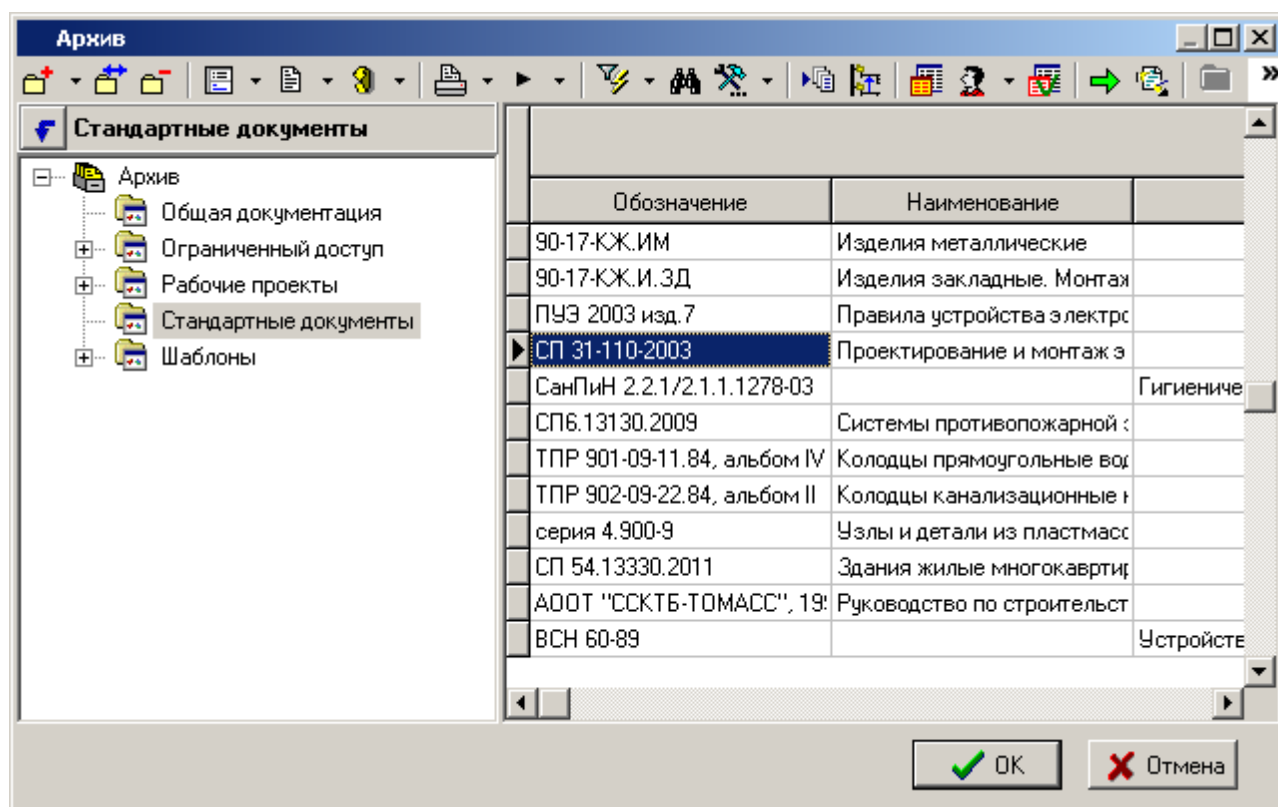 Архив
»
Стандартные документы
Архив
Общая документация
Ограниченный доступ
Рабочие проекты
Стандартные документы
Шаблоны
Обозначение Наименование
90-17-КЖ.ИМ Изделия металлические
90-17-КЖ.И.ЗД Изделия закладные. Монтаж
ПУЭ 2003 изд.7 Правила устройства электро
СП 31-110-2003 Проектирование и монтаж э
СанПиН 2.2.1/2.1.1.1278-03 Гигиениче
СП6.13130.2009 Системы противопожарной з
ТПР 901-09-11.84, альбом IV Колодцы прямоугольные вод
ТПР 902-09-22.84, альбом II Колодцы канализационные
серия 4.900-9 Узлы и детали из пластмасс
СП 54.13330.2011 Здания жилые многокавртир
АООТ "ССКТБ-ТОМАСС", 19 Руководство по строительст
ВСН 60-89 Устройств
OK Отмена